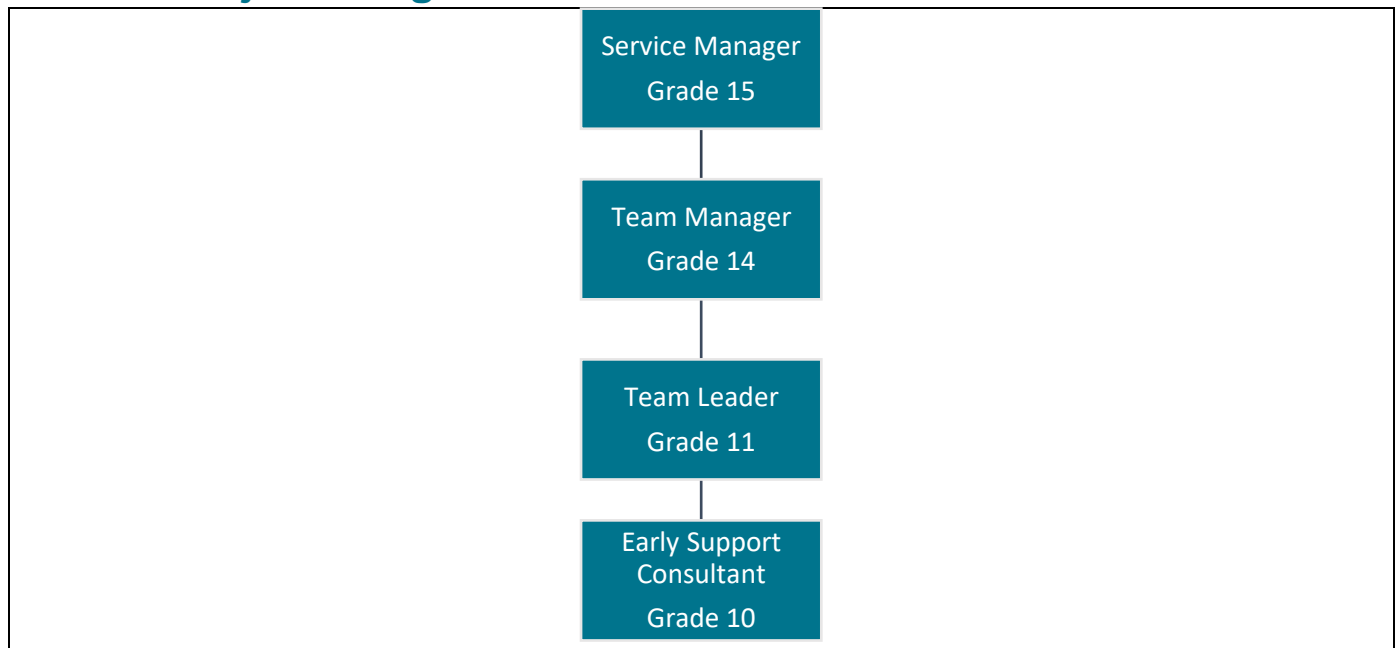 Service Manager
Grade 15
Team Manager
Grade 14
Team Leader
Grade 11
Early Support
Consultant
Grade 10